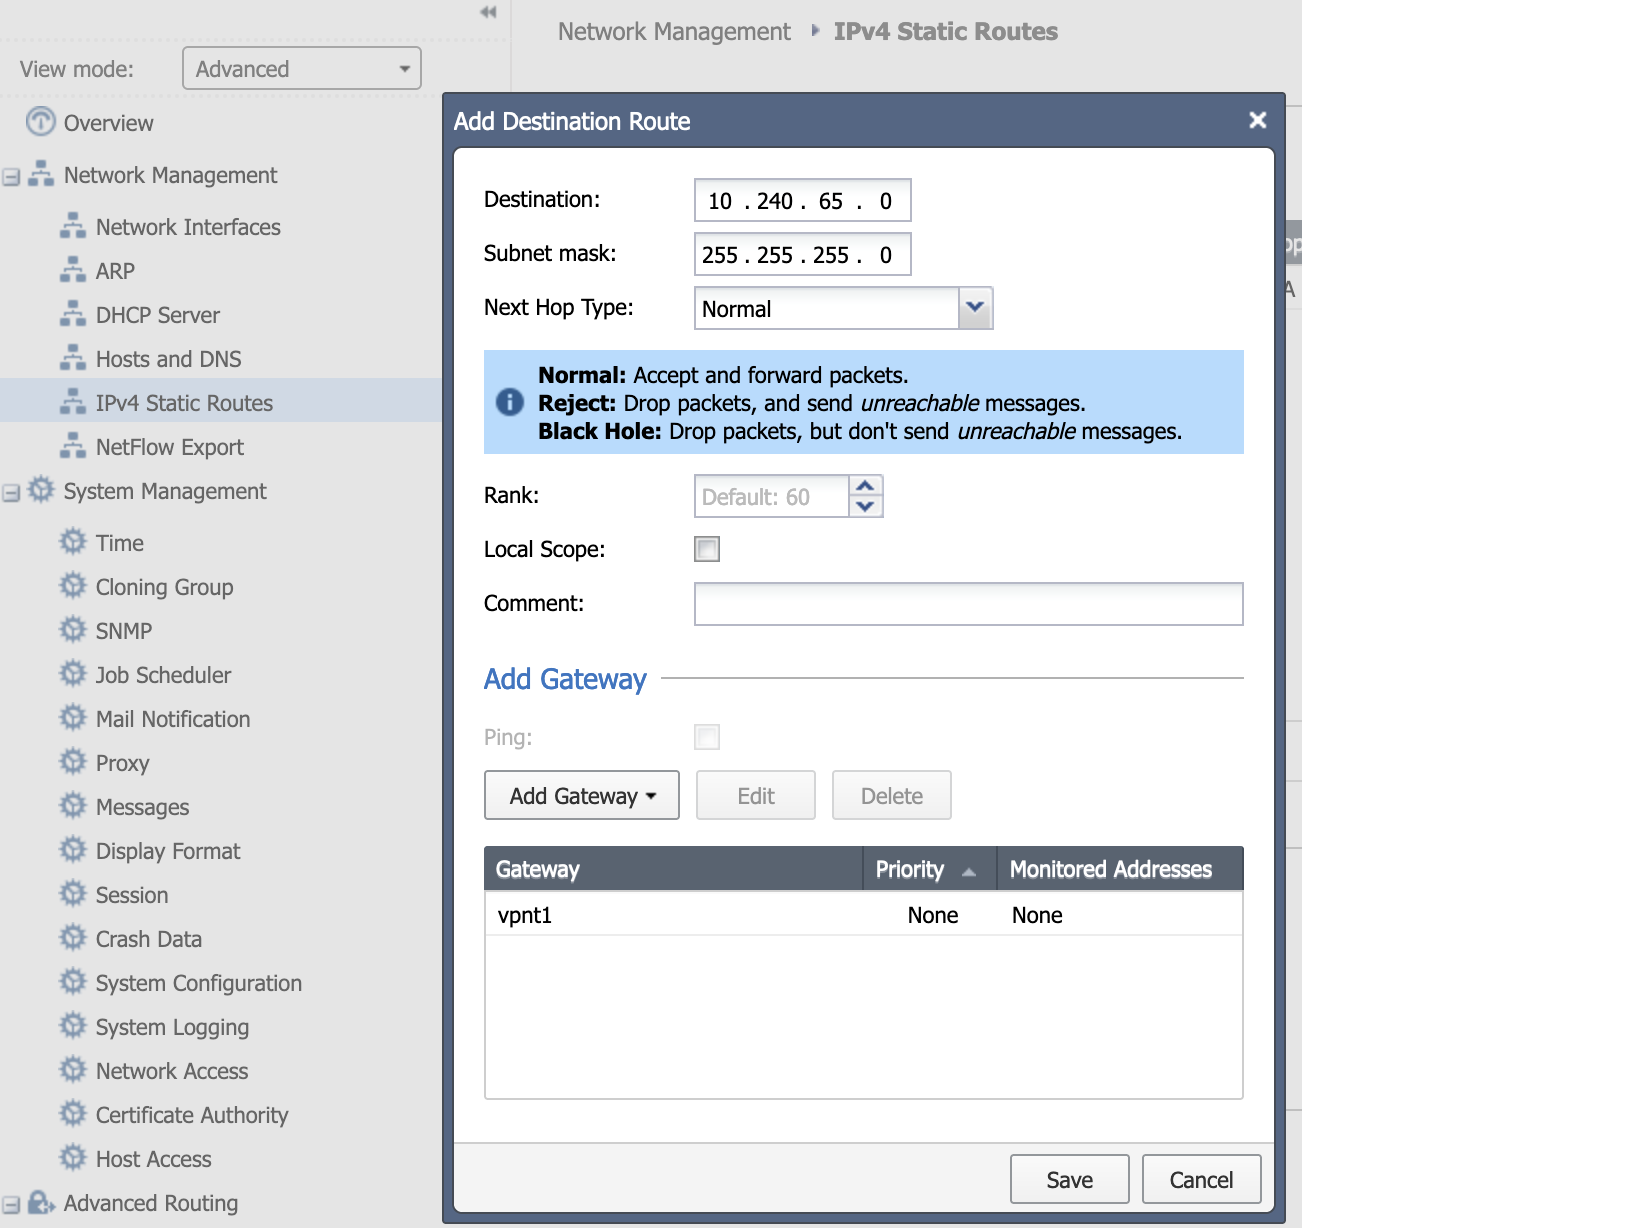 Network Management IPv4 Static Routes
View mode: Advanced
Overview
Network Management
Network Interfaces
ARP
DHCP Server
Hosts and DNS
IPv4 Static Routes
NetFlow Export
System Management
Time
Cloning Group
SNMP
Job Scheduler
Mail Notification
Proxy
Messages
Display Format
Session
Crash Data
System Configuration
System Logging
Network Access
Certificate Authority
Host Access
Advanced Routing
Add Destination Route
Destination: 10 . 240 . 65 . 0
Subnet mask: 255 . 255 . 255 . 0
Next Hop Type: Normal
Normal: Accept and forward packets.
Reject: Drop packets, and send unreachable messages.
Black Hole: Drop packets, but don't send unreachable messages.
Rank: Default: 60
Local Scope:
Comment:
Add Gateway
Ping:
Add Gateway Edit Delete
Gateway Priority Monitored Addresses
vpnt1 None None
Save Cancel